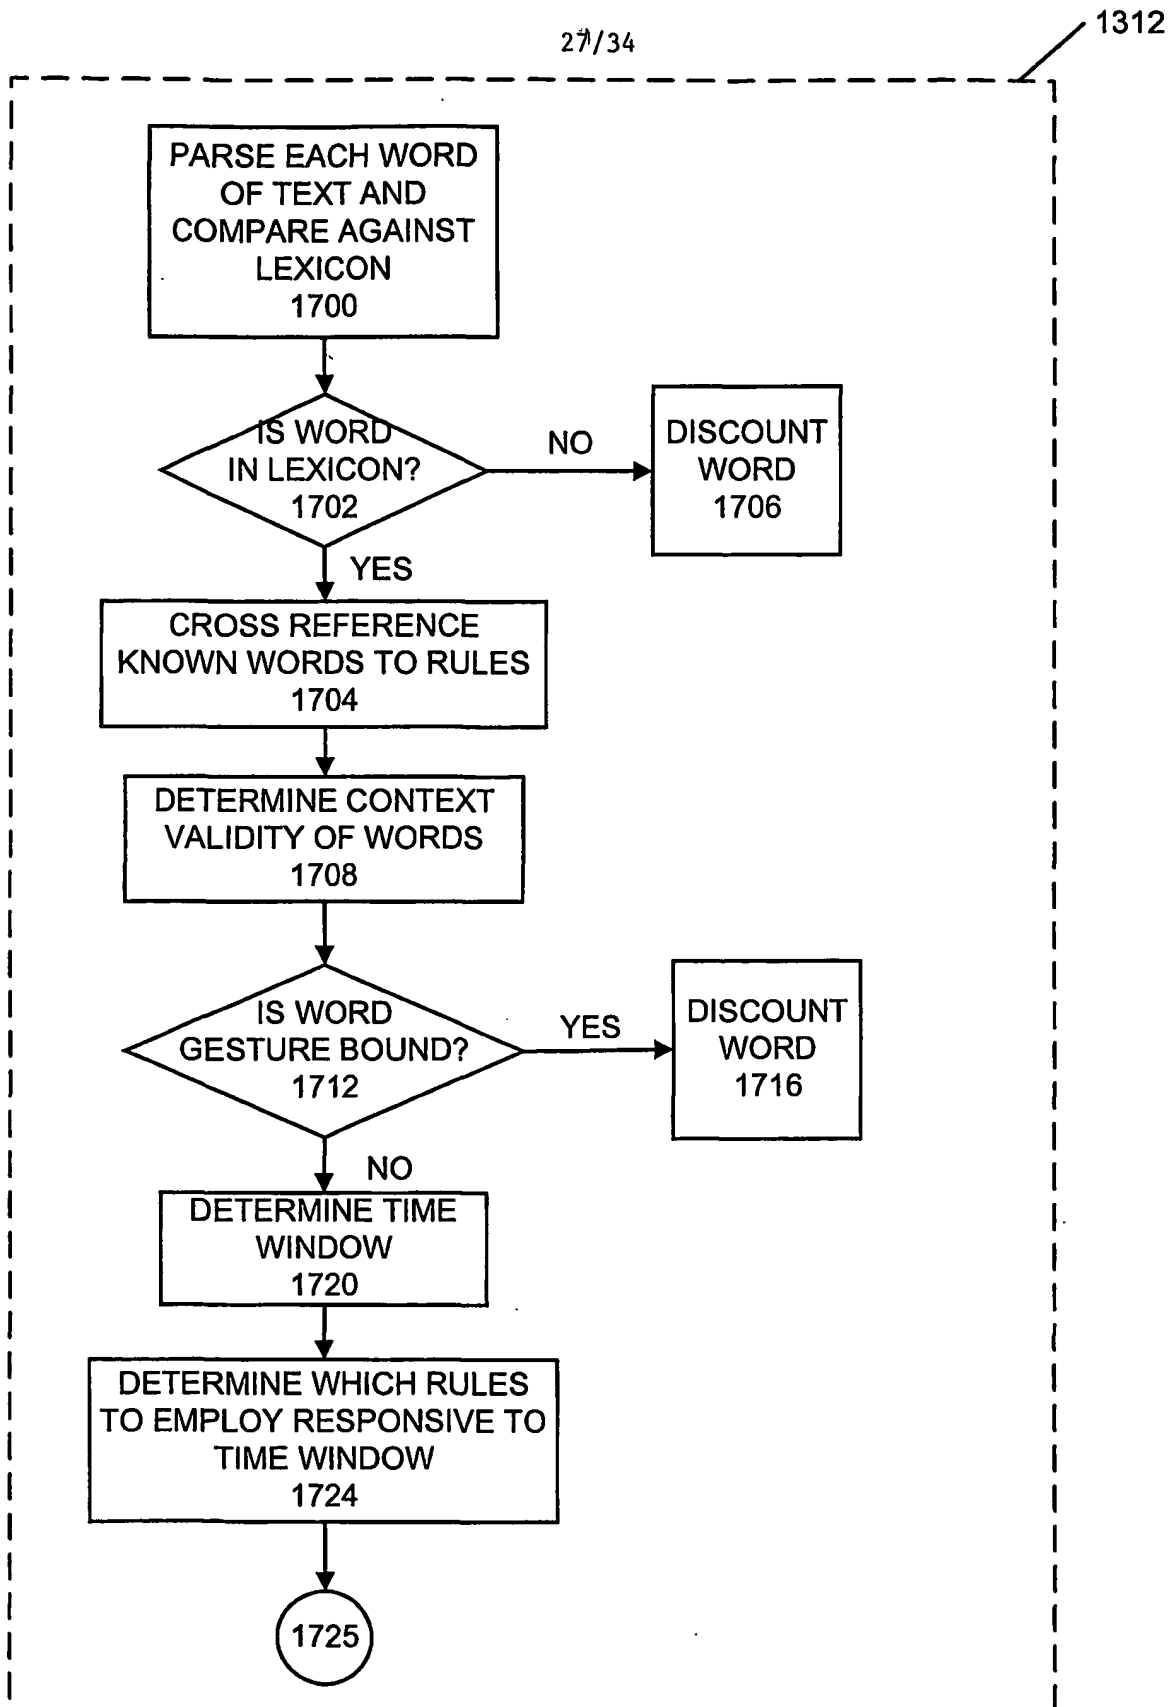 27/34
1312
PARSE EACH WORD
OF TEXT AND
COMPARE AGAINST
LEXICON
1700
IS WORD
IN LEXICON?
1702
NO
DISCOUNT
WORD
1706
YES
CROSS REFERENCE
KNOWN WORDS TO RULES
1704
DETERMINE CONTEXT
VALIDITY OF WORDS
1708
IS WORD
GESTURE BOUND?
1712
YES
DISCOUNT
WORD
1716
NO
DETERMINE TIME
WINDOW
1720
DETERMINE WHICH RULES
TO EMPLOY RESPONSIVE TO
TIME WINDOW
1724
1725